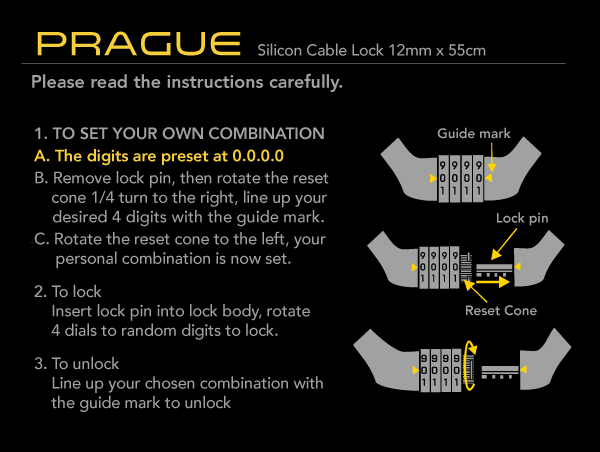 PRAGUE Silicon Cable Lock 12mm x 55cm
Please read the instructions carefully.
1. TO SET YOUR OWN COMBINATION
A. The digits are preset at 0.0.0.0
B. Remove lock pin, then rotate the reset
cone 1/4 turn to the right, line up your
desired 4 digits with the guide mark.
C. Rotate the reset cone to the left, your
personal combination is now set.
2. To lock
Insert lock pin into lock body, rotate
4 dials to random digits to lock.
3. To unlock
Line up your chosen combination with
the guide mark to unlock
Guide mark
9 9 9 9
0 0 0 0
1 1 1 1
Lock pin
9 9 9 9
0 0 0 0
1 1 1 1
Reset Cone
9 9 9 9
0 0 0 0
1 1 1 1